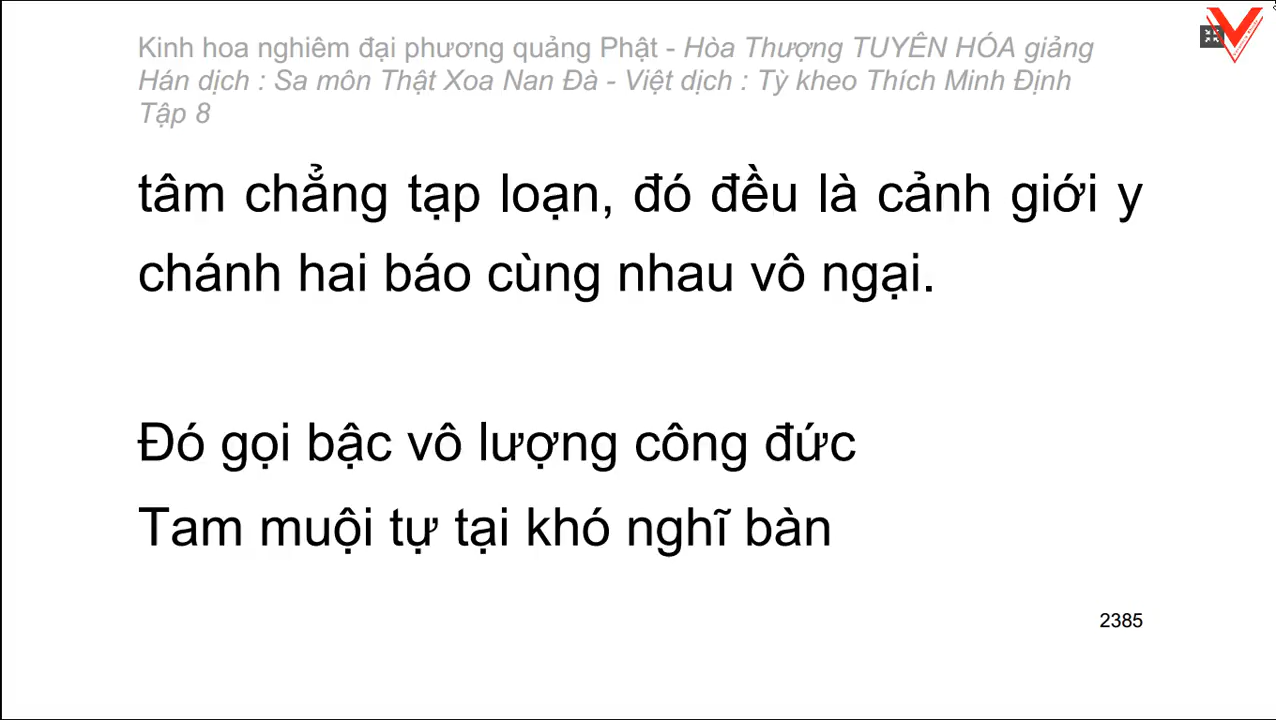 Kinh hoa nghiêm đại phương quảng Phật - Hòa Thượng TUYÊN HÓA giảng
Hán dịch : Sa môn Thật Xoa Nan Đà - Việt dịch : Tỳ kheo Thích Minh Định
Tập 8
tâm chẳng tạp loạn, đó đều là cảnh giới y
chánh hai báo cùng nhau vô ngại.
Đó gọi bậc vô lượng công đức
Tam muội tự tại khó nghĩ bàn
2385